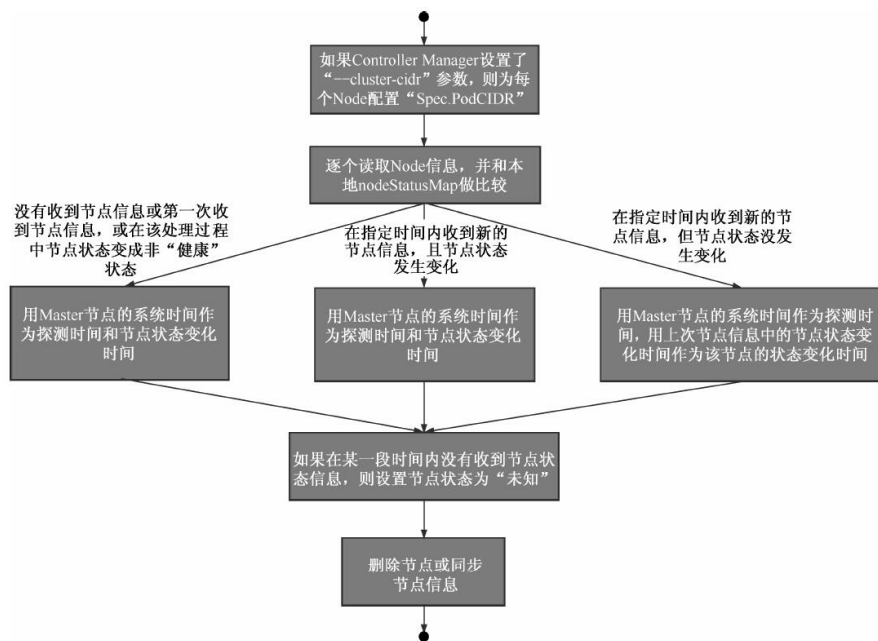 如果Controller Manager设置了
“--cluster-cidr”参数，则为每
个Node配置“Spec.PodCIDR”
逐个读取Node信息，并和本
地nodeStatusMap做比较
没有收到节点信息或第一次收
到节点信息，或在该处理过程
中节点状态变成非“健康”
状态
在指定时间内收到新的
节点信息，且节点状态
发生变化
在指定时间内收到新的节
点信息，但节点状态没发
生变化
用Master节点的系统时间作
为探测时间和节点状态变化
时间
用Master节点的系统时间作
为探测时间和节点状态变化
时间
用Master节点的系统时间作为探测时
间，用上次节点信息中的节点状态变
化时间作为该节点的状态变化时间
如果在某一段时间内没有收到节点状
态信息，则设置节点状态为“未知”
删除节点或同步
节点信息